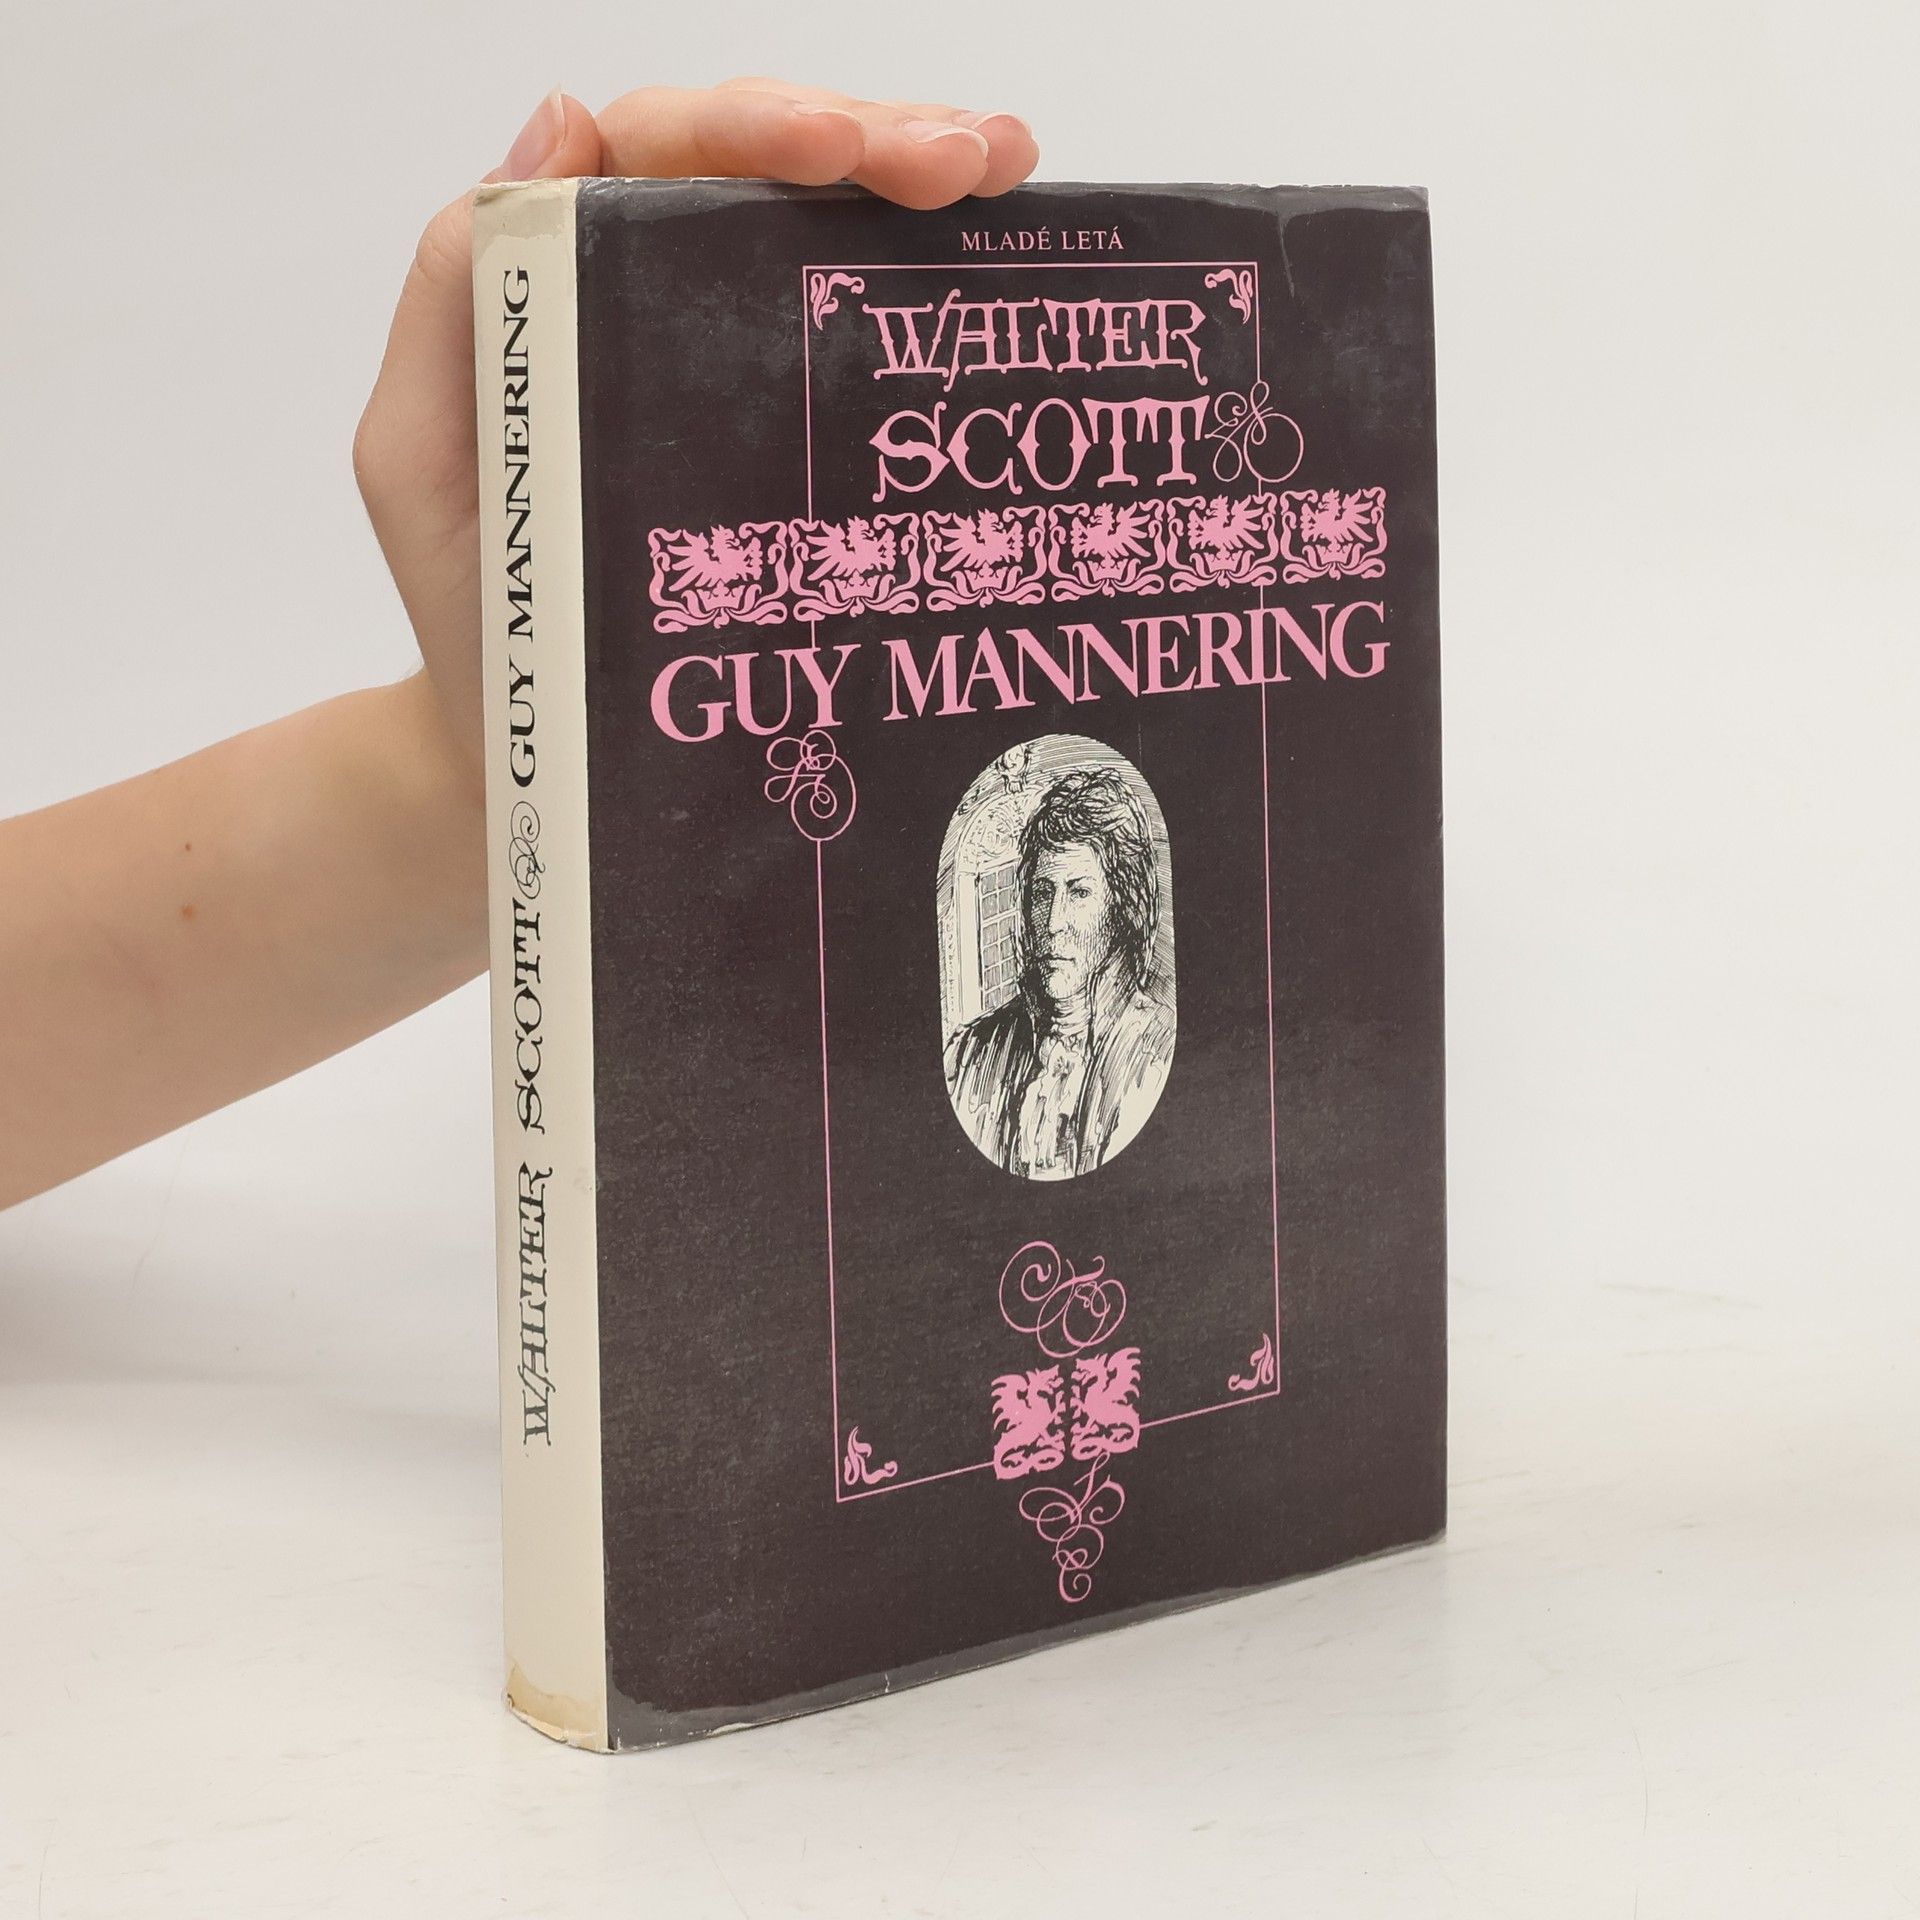 MLADÉ LETÁ
WALTER
SCOTT
GUY MANNERING
WALTER SCOTT GUY MANNERING